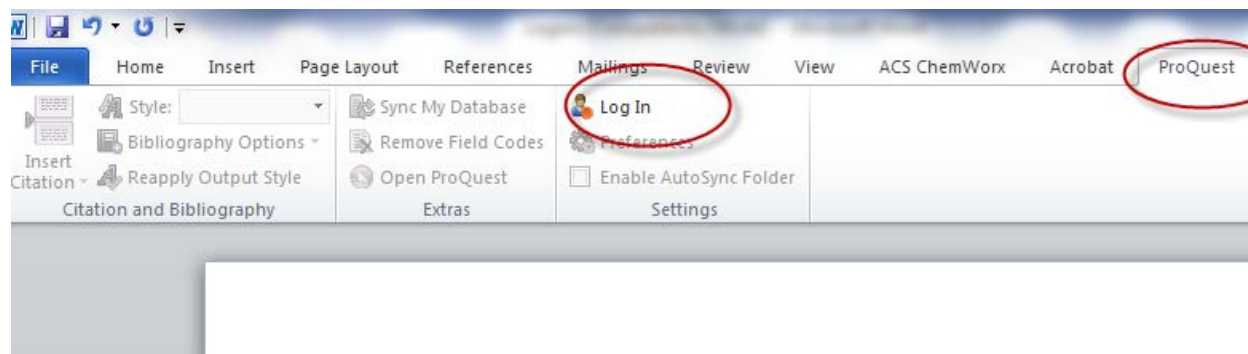 File Home Insert Page Layout References Mailings Review View ACS ChemWorx Acrobat ProQuest
Insert Citation
Style:
Bibliography Options
Reapply Output Style
Citation and Bibliography
Sync My Database
Remove Field Codes
Open ProQuest
Extras
Log In
Preferences
Enable AutoSync Folder
Settings